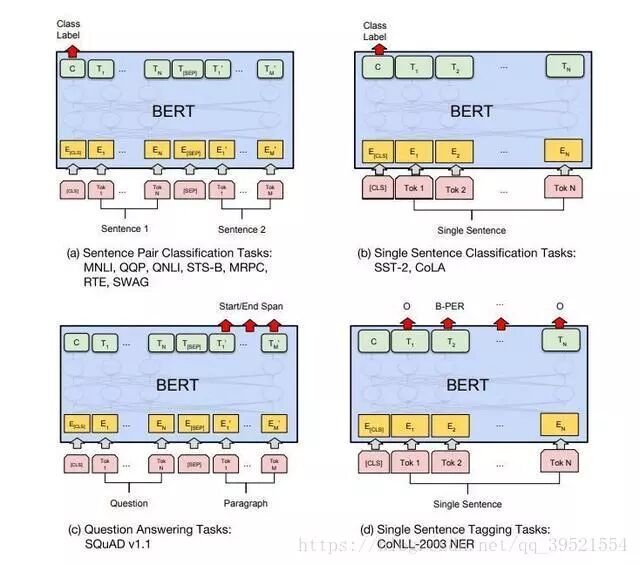 Class
Label
C T1 ... TN T[SEP] T1' ... TM'
BERT
E[CLS] E1 ... EN E[SEP] E1' ... EM'
[CLS] Tok 1 ... Tok N [SEP] Tok 1 ... Tok M
Sentence 1 Sentence 2
(a) Sentence Pair Classification Tasks:
MNLI, QQP, QNLI, STS-B, MRPC,
RTE, SWAG
Class
Label
C T1 T2 ... TN
BERT
E[CLS] E1 E2 ... EN
[CLS] Tok 1 Tok 2 ... Tok N
Single Sentence
(b) Single Sentence Classification Tasks:
SST-2, CoLA
Start/End Span
C T1 ... TN T[SEP] T1' ... TM'
BERT
E[CLS] E1 ... EN E[SEP] E1' ... EM'
[CLS] Tok 1 ... Tok N [SEP] Tok 1 ... Tok M
Question Paragraph
(c) Question Answering Tasks:
SQuAD v1.1
O B-PER ... O
C T1 T2 ... TN
BERT
E[CLS] E1 E2 ... EN
[CLS] Tok 1 Tok 2 ... Tok N
Single Sentence
(d) Single Sentence Tagging Tasks:
CoNLL-2003 NER
https://blog.csdn.net/qq_39521554